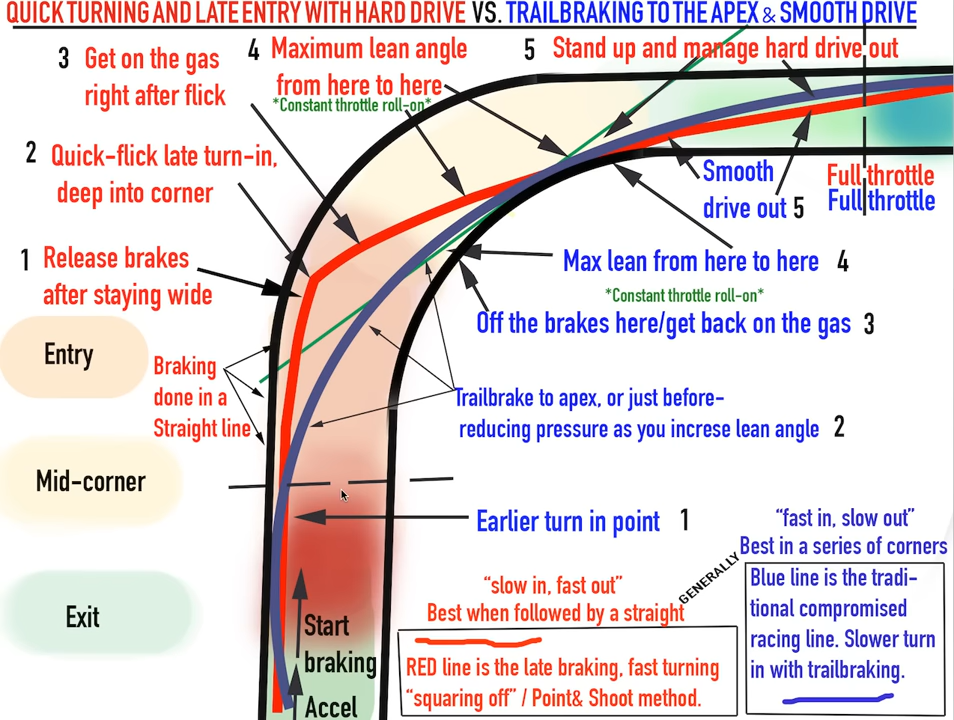 QUICK TURNING AND LATE ENTRY WITH HARD DRIVE VS. TRAILBRAKING TO THE APEX & SMOOTH DRIVE
3 Get on the gas
right after flick
4 Maximum lean angle
from here to here
*Constant throttle roll-on*
5 Stand up and manage hard drive out
2 Quick-flick late turn-in,
deep into corner
1 Release brakes
after staying wide
Smooth
drive out 5
Full throttle
Full throttle
Max lean from here to here 4
*Constant throttle roll-on*
Off the brakes here/get back on the gas 3
Entry
Braking
done in a
Straight line
Trailbrake to apex, or just before-
reducing pressure as you increse lean angle 2
Mid-corner
Earlier turn in point 1
Exit
Start
braking
Accel
"slow in, fast out"
Best when followed by a straight
GENERALLY
"fast in, slow out"
Best in a series of corners
RED line is the late braking, fast turning
"squaring off" / Point& Shoot method.
Blue line is the tradi-
tional compromised
racing line. Slower turn
in with trailbraking.